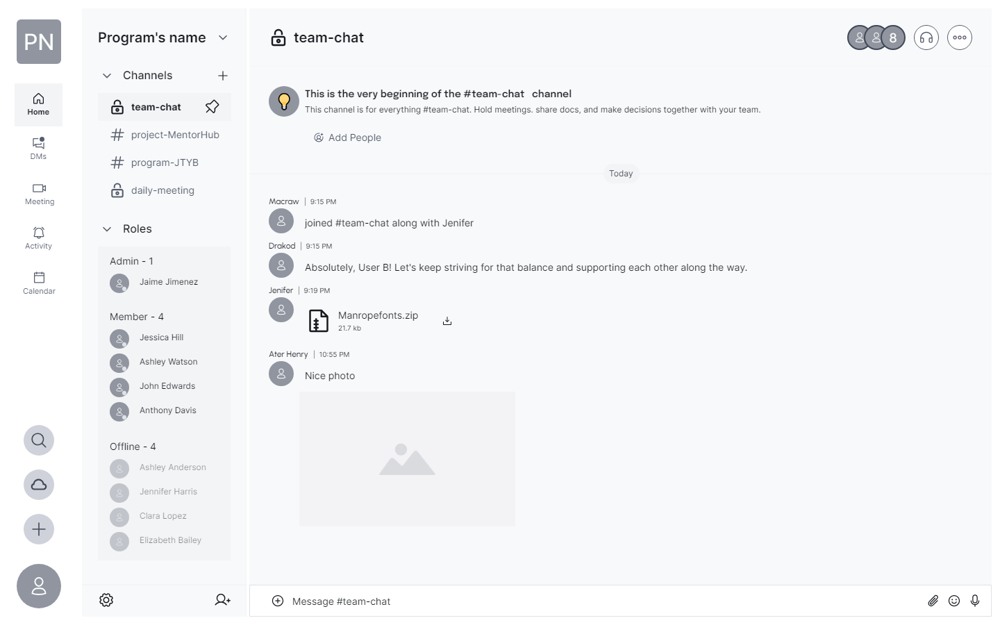 PN
Home
DMs
Meeting
Activity
Calendar
Program's name
Channels
team-chat
project-MentorHub
program-JTYB
daily-meeting
Roles
Admin - 1
Jaime Jimenez
Member - 4
Jessica Hill
Ashley Watson
John Edwards
Anthony Davis
Offline - 4
Ashley Anderson
Jennifer Harris
Clara Lopez
Elizabeth Bailey
team-chat
8
This is the very beginning of the #team-chat channel
This channel is for everything #team-chat. Hold meetings. share docs, and make decisions together with your team.
Add People
Today
Macraw | 9:15 PM
joined #team-chat along with Jenifer
Drakod | 9:15 PM
Absolutely, User B! Let's keep striving for that balance and supporting each other along the way.
Jenifer | 9:19 PM
Manropefonts.zip
21.7 kb
Ater Henry | 10:55 PM
Nice photo
Message #team-chat